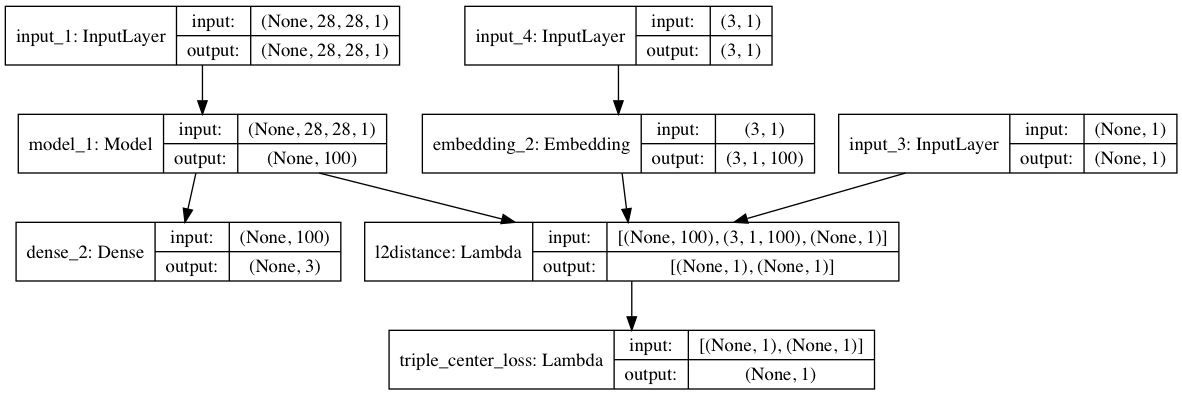 input_1: InputLayer
input: (None, 28, 28, 1)
output: (None, 28, 28, 1)
input_4: InputLayer
input: (3, 1)
output: (3, 1)
model_1: Model
input: (None, 28, 28, 1)
output: (None, 100)
embedding_2: Embedding
input: (3, 1)
output: (3, 1, 100)
input_3: InputLayer
input: (None, 1)
output: (None, 1)
dense_2: Dense
input: (None, 100)
output: (None, 3)
l2distance: Lambda
input: [(None, 100), (3, 1, 100), (None, 1)]
output: [(None, 1), (None, 1)]
triple_center_loss: Lambda
input: [(None, 1), (None, 1)]
output: (None, 1)